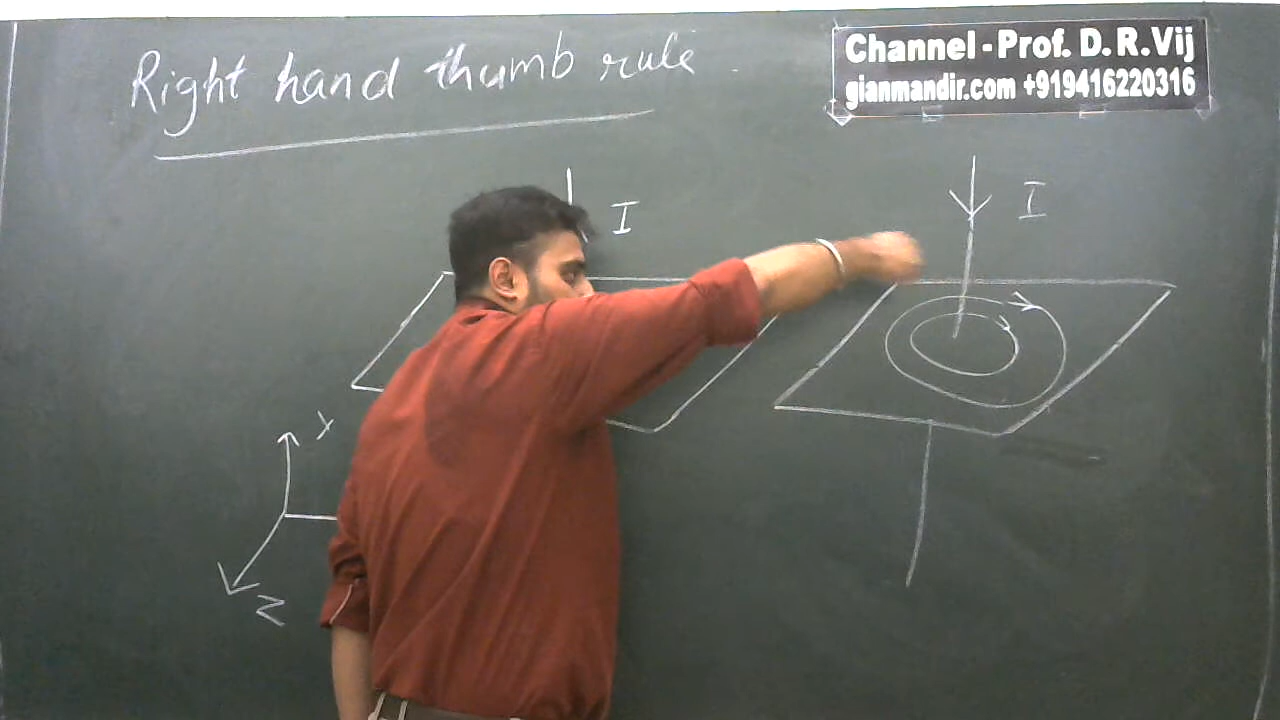 Right hand thumb rule
Channel - Prof. D. R. Vij
gianmandir.com +919416220316
I
I
Y
Z